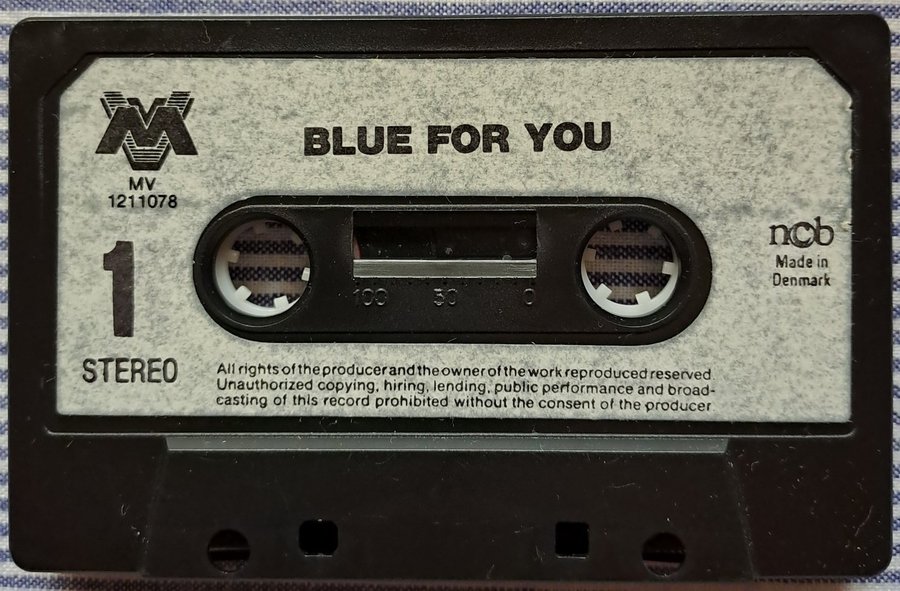 MV
BLUE FOR YOU
MV
1211078
1
STEREO
100 50 0
ncb
Made in
Denmark
All rights of the producer and the owner of the work reproduced reserved
Unauthorized copying, hiring, lending, public performance and broad-
casting of this record prohibited without the consent of the producer